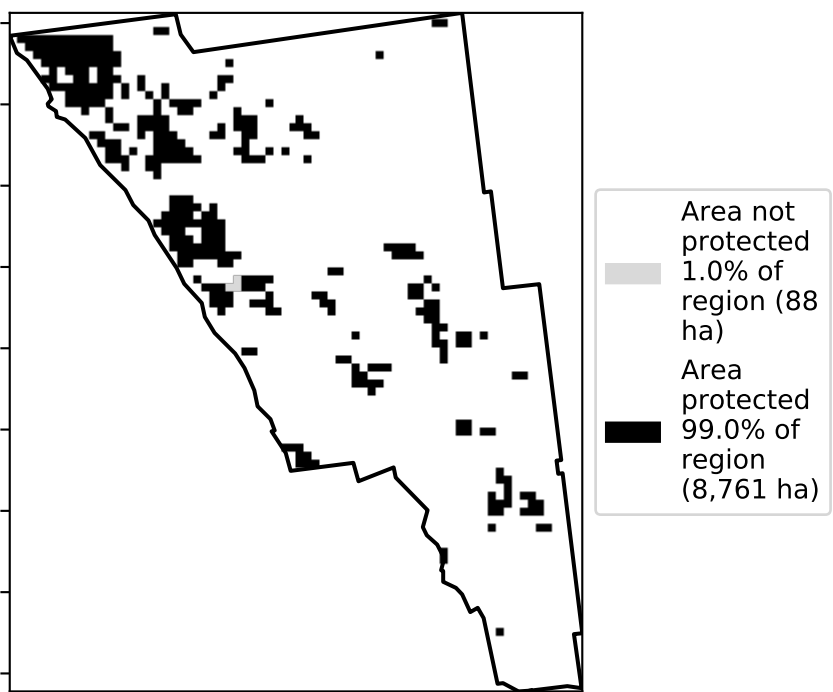 Area not
protected
1.0% of
region (88
ha)
Area
protected
99.0% of
region
(8,761 ha)